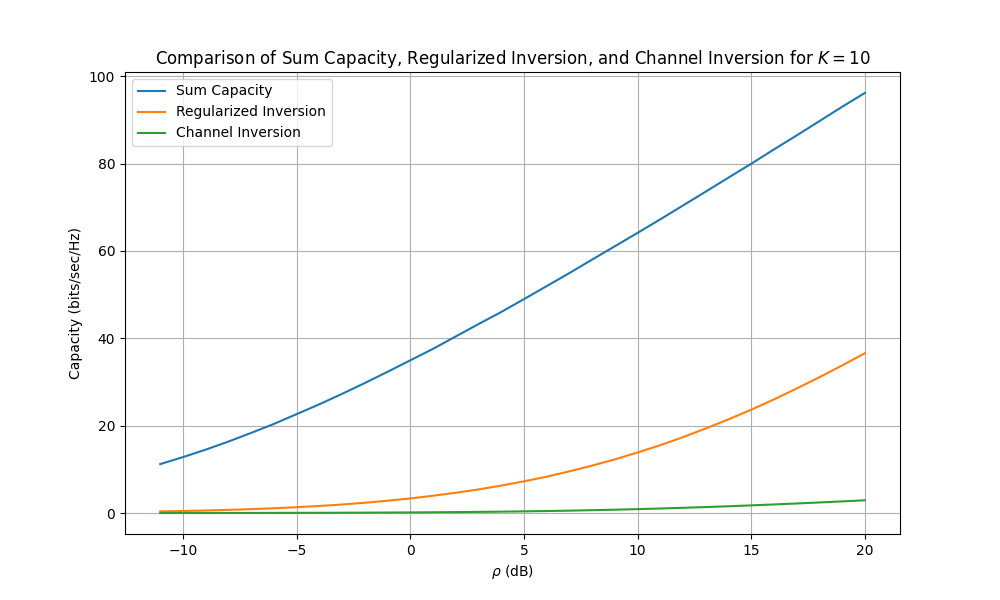 Comparison of Sum Capacity, Regularized Inversion, and Channel Inversion for K = 10
Sum Capacity
Regularized Inversion
Channel Inversion
Capacity (bits/sec/Hz)
100
80
60
40
20
0
−10 −5 0 5 10 15 20
ρ (dB)